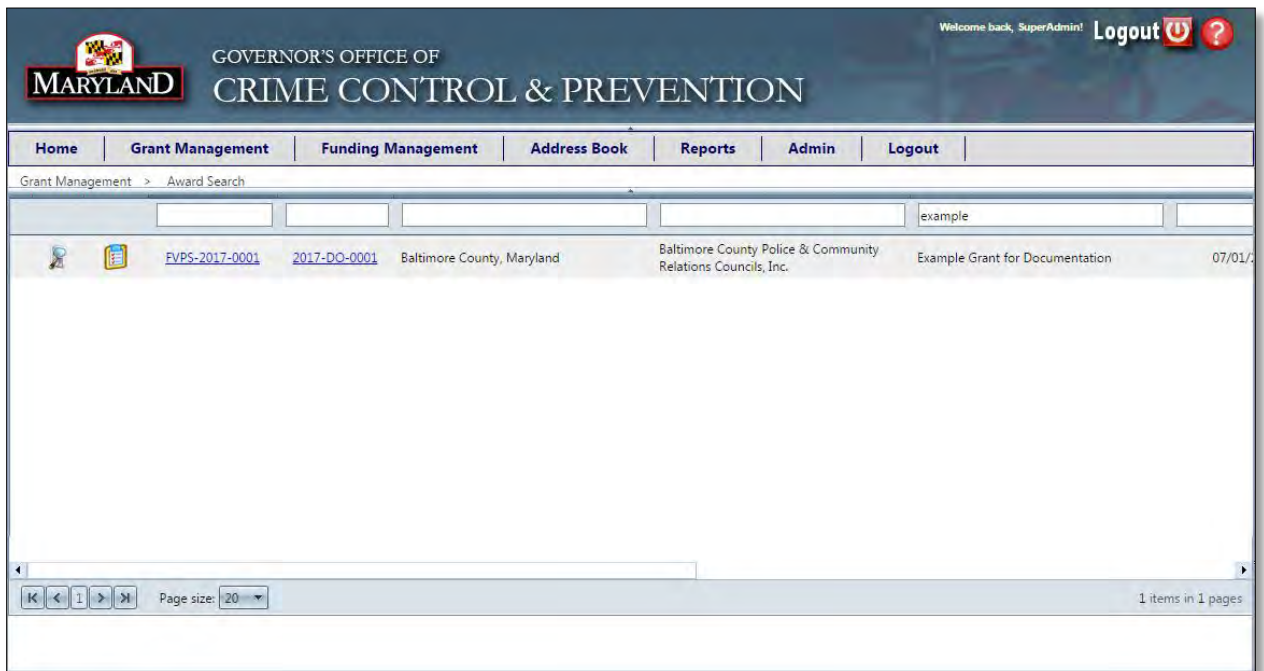 Welcome back, SuperAdmin! Logout ?
MARYLAND
GOVERNOR'S OFFICE OF
CRIME CONTROL & PREVENTION
Home Grant Management Funding Management Address Book Reports Admin Logout
Grant Management > Award Search
example
FVPS-2017-0001 2017-DO-0001 Baltimore County, Maryland Baltimore County Police & Community Example Grant for Documentation 07/01/
Relations Councils, Inc.
1 Page size: 20 1 items in 1 pages